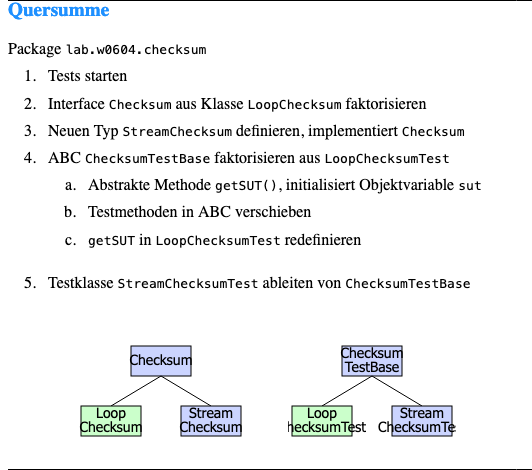 Quersumme
Package lab.w0604.checksum
1. Tests starten
2. Interface Checksum aus Klasse LoopChecksum faktorisieren
3. Neuen Typ StreamChecksum definieren, implementiert Checksum
4. ABC ChecksumTestBase faktorisieren aus LoopChecksumTest
a. Abstrakte Methode getSUT(), initialisiert Objektvariable sut
b. Testmethoden in ABC verschieben
c. getSUT in LoopChecksumTest redefinieren
5. Testklasse StreamChecksumTest ableiten von ChecksumTestBase
Checksum
Loop
Checksum
Stream
Checksum
Checksum
TestBase
Loop
hecksumTest
Stream
ChecksumTe